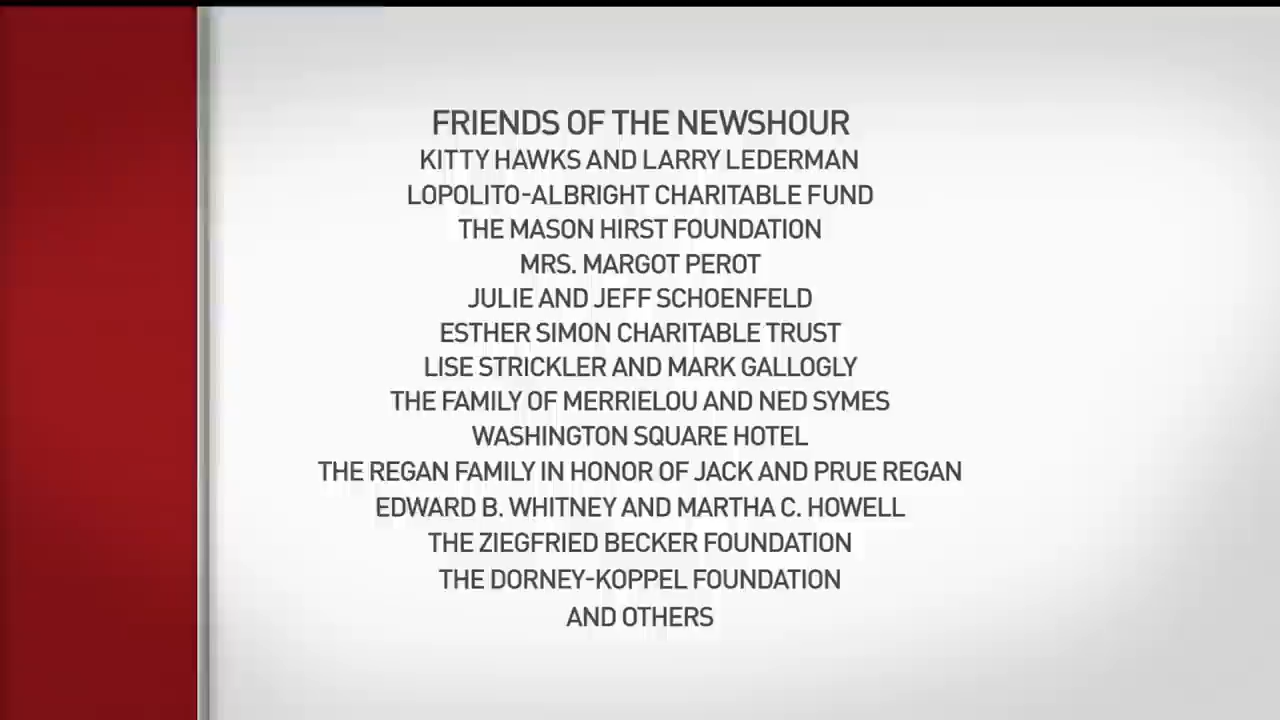 FRIENDS OF THE NEWSHOUR
KITTY HAWKS AND LARRY LEDERMAN
LOPOLITO-ALBRIGHT CHARITABLE FUND
THE MASON HIRST FOUNDATION
MRS. MARGOT PEROT
JULIE AND JEFF SCHOENFELD
ESTHER SIMON CHARITABLE TRUST
LISE STRICKLER AND MARK GALLOGLY
THE FAMILY OF MERRIELOU AND NED SYMES
WASHINGTON SQUARE HOTEL
THE REGAN FAMILY IN HONOR OF JACK AND PRUE REGAN
EDWARD B. WHITNEY AND MARTHA C. HOWELL
THE ZIEGFRIED BECKER FOUNDATION
THE DORNEY-KOPPEL FOUNDATION
AND OTHERS